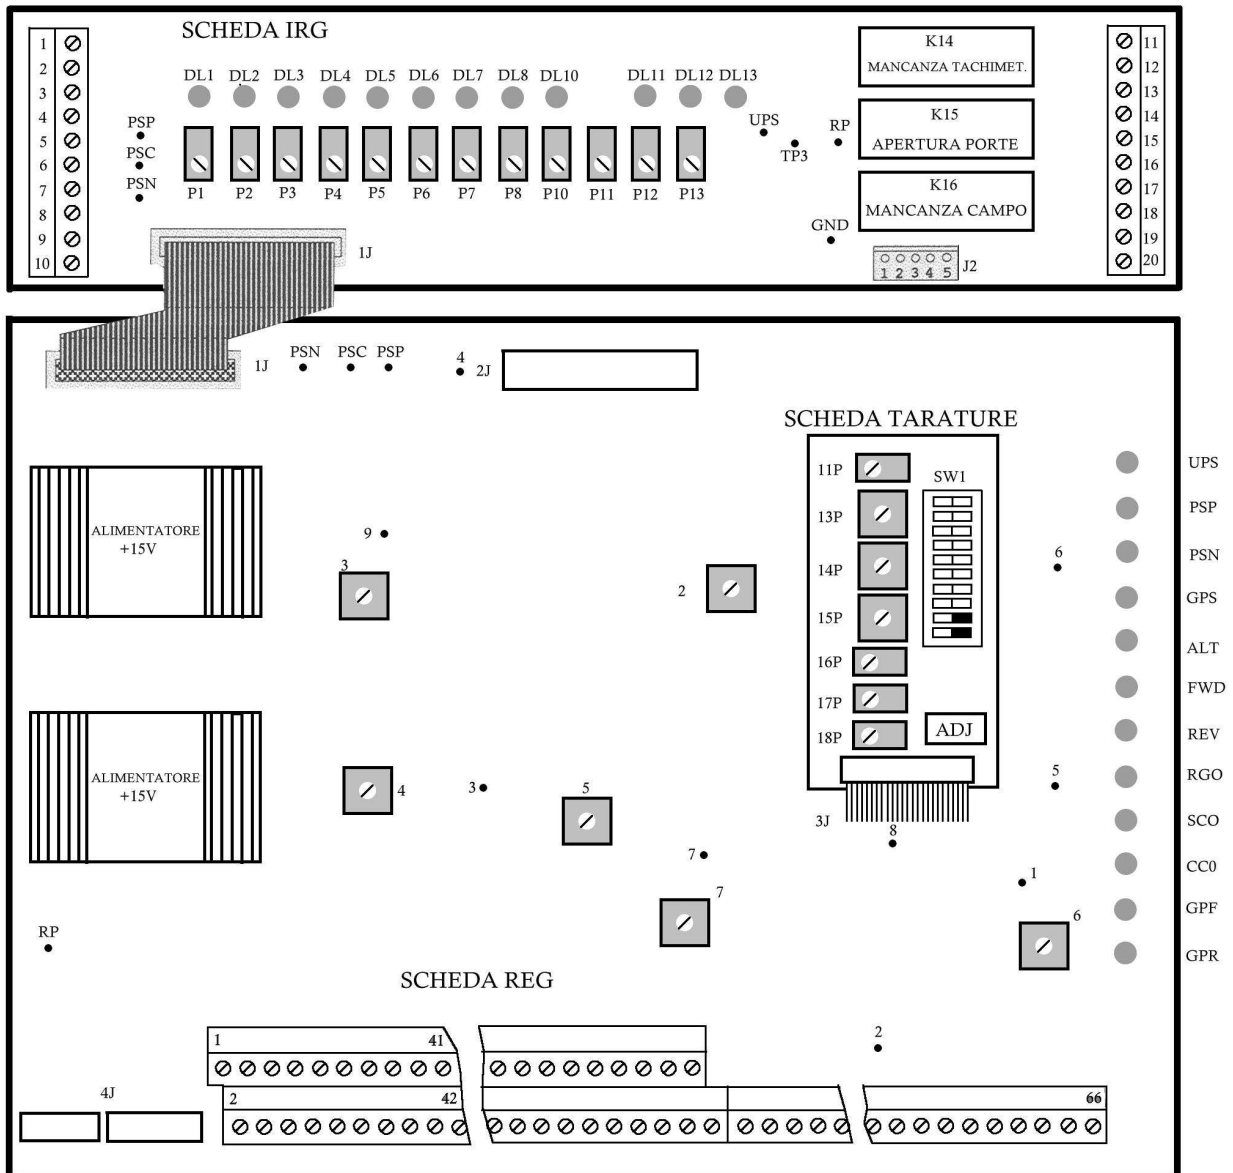 SCHEDA IRG
1
2
3
4
5
6
7
8
9
10
DL1 DL2 DL3 DL4 DL5 DL6 DL7 DL8 DL10 DL11 DL12 DL13
PSP
PSC
PSN
P1 P2 P3 P4 P5 P6 P7 P8 P10 P11 P12 P13
UPS
TP3
RP
GND
K14
MANCANZA TACHIMET.
K15
APERTURA PORTE
K16
MANCANZA CAMPO
1 2 3 4 5
J2
11
12
13
14
15
16
17
18
19
20
1J
1J
PSN PSC PSP
4
2J
SCHEDA TARATURE
11P
13P
14P
15P
16P
17P
18P
SW1
ADJ
3J
8
ALIMENTATORE
+15V
9
3
2
6
ALIMENTATORE
+15V
4
3
5
5
7
7
1
6
RP
UPS
PSP
PSN
GPS
ALT
FWD
REV
RGO
SCO
CC0
GPF
GPR
SCHEDA REG
2
1 41
2 42 66
4J